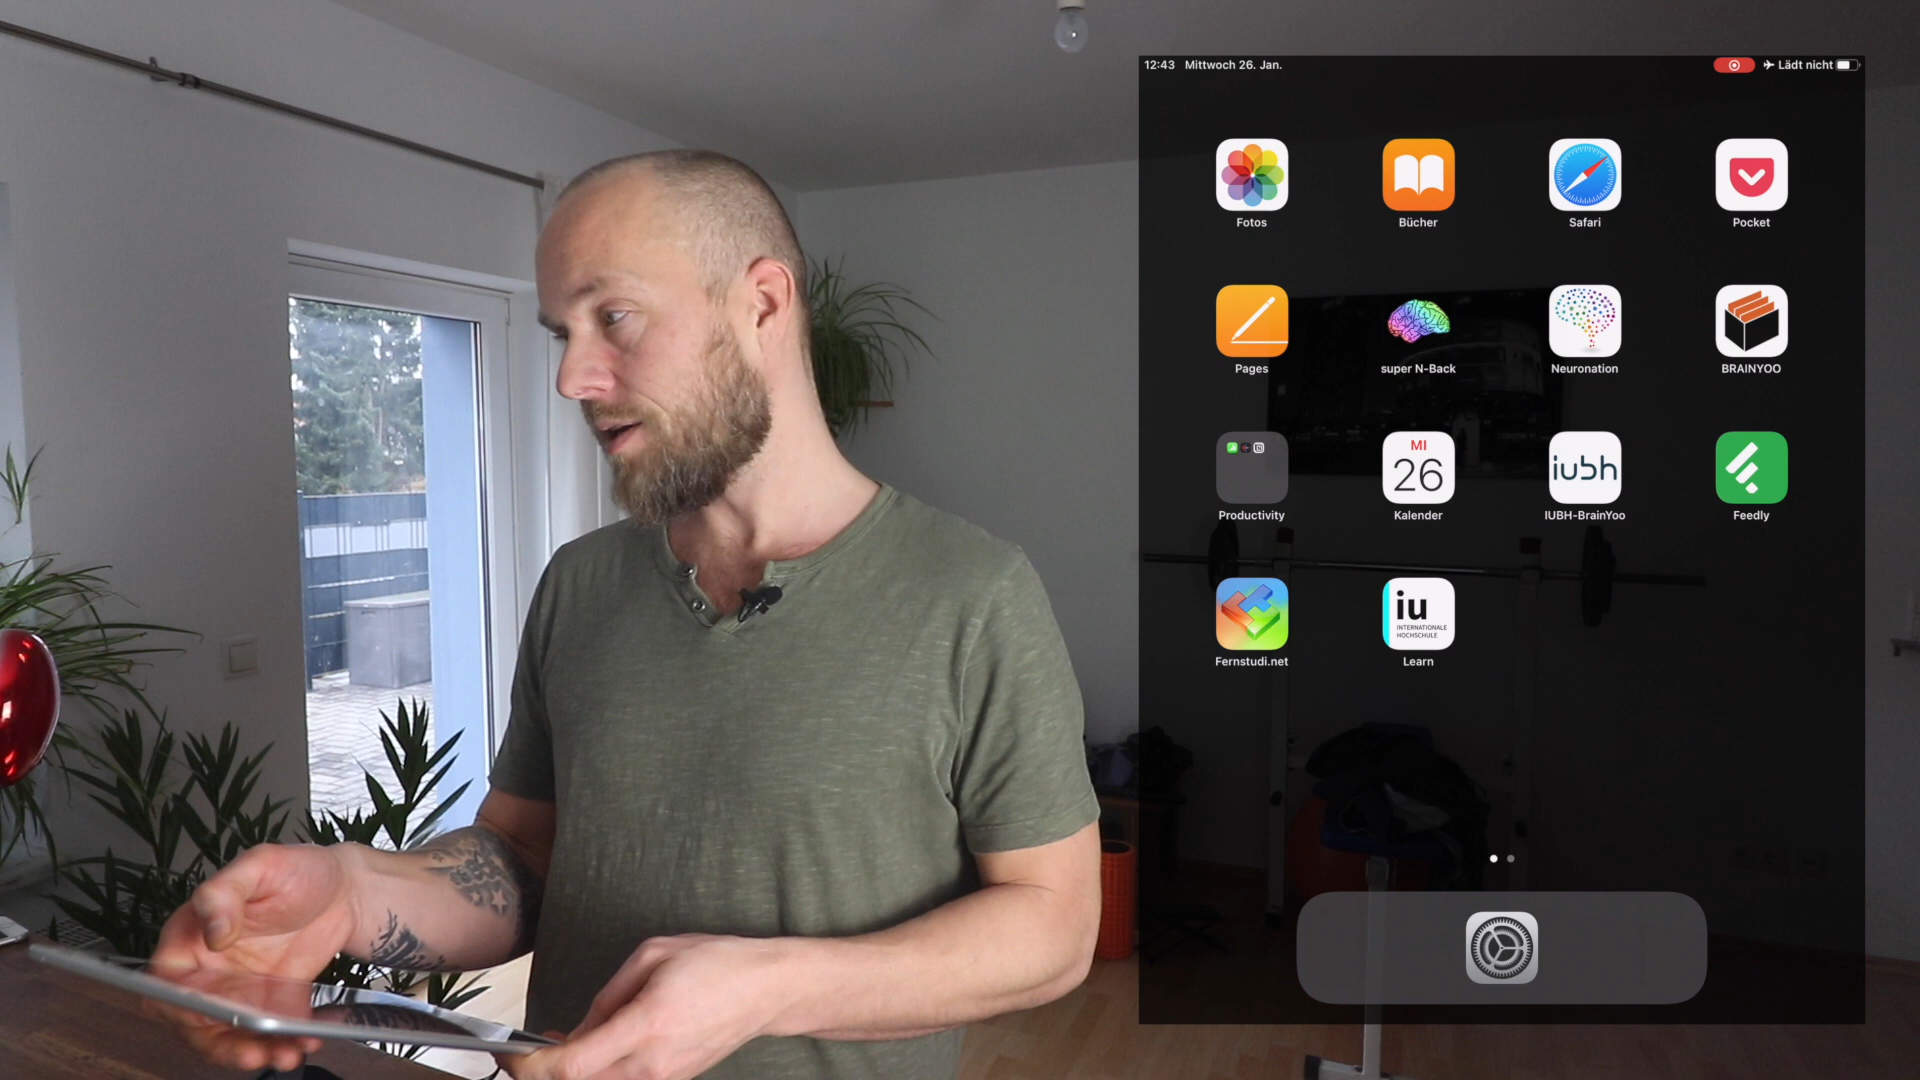 12:43 Mittwoch 26. Jan.
Lädt nicht
Fotos
Bücher
Safari
Pocket
Pages
super N-Back
Neuronation
BRAINYOO
MI
26
iubh
iu
INTERNATIONALE
HOCHSCHULE
Productivity
Kalender
IUBH-BrainYoo
Feedly
Fernstudi.net
Learn